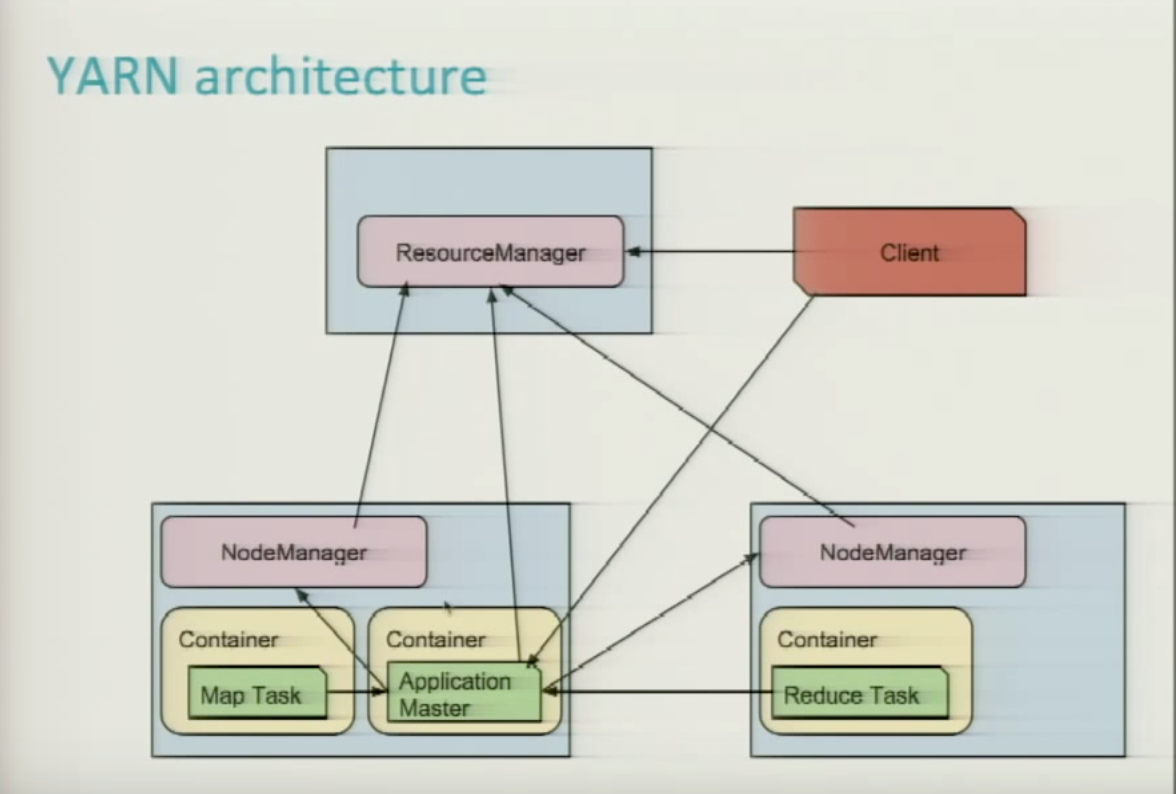 YARN architecture
ResourceManager
Client
NodeManager
NodeManager
Container
Container
Container
Map Task
Application
Master
Reduce Task